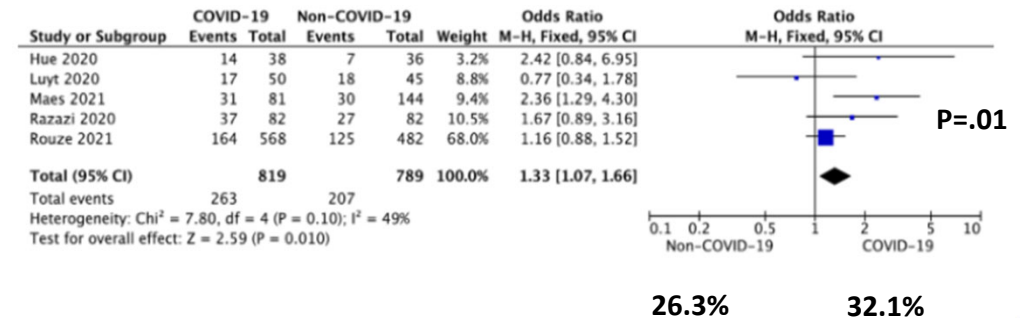 COVID-19 Non-COVID-19 Odds Ratio Odds Ratio
Study or Subgroup Events Total Events Total Weight M-H, Fixed, 95% CI M-H, Fixed, 95% CI
Hue 2020 14 38 7 36 3.2% 2.42 [0.84, 6.95]
Luyt 2020 17 50 18 45 8.8% 0.77 [0.34, 1.78]
Maes 2021 31 81 30 144 9.4% 2.36 [1.29, 4.30]
Razazi 2020 37 82 27 82 10.5% 1.67 [0.89, 3.16]
P=.01
Rouze 2021 164 568 125 482 68.0% 1.16 [0.88, 1.52]
Total (95% CI) 819 789 100.0% 1.33 [1.07, 1.66]
Total events 263 207
Heterogeneity: Chi² = 7.80, df = 4 (P = 0.10); I² = 49%
Test for overall effect: Z = 2.59 (P = 0.010)
0.1 0.2 0.5 1 2 5 10
Non-COVID-19 COVID-19
26.3% 32.1%